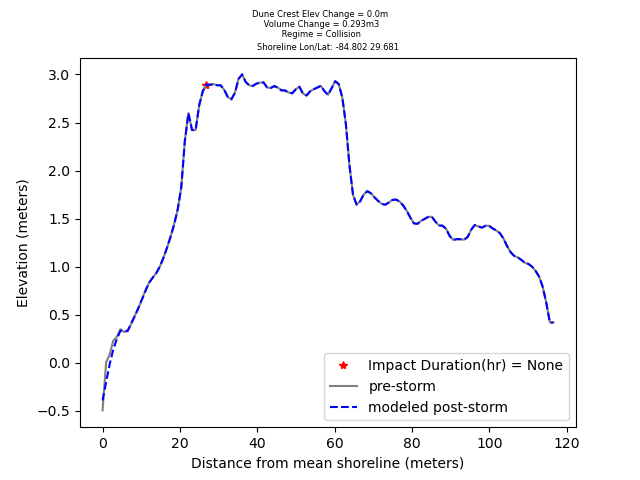 Dune Crest Elev Change = 0.0m
Volume Change = 0.293m3
Regime = Collision
Shoreline Lon/Lat: -84.802 29.681
3.0
2.5
2.0
1.5
1.0
0.5
0.0
−0.5
Elevation (meters)
Impact Duration(hr) = None
pre-storm
modeled post-storm
0 20 40 60 80 100 120
Distance from mean shoreline (meters)